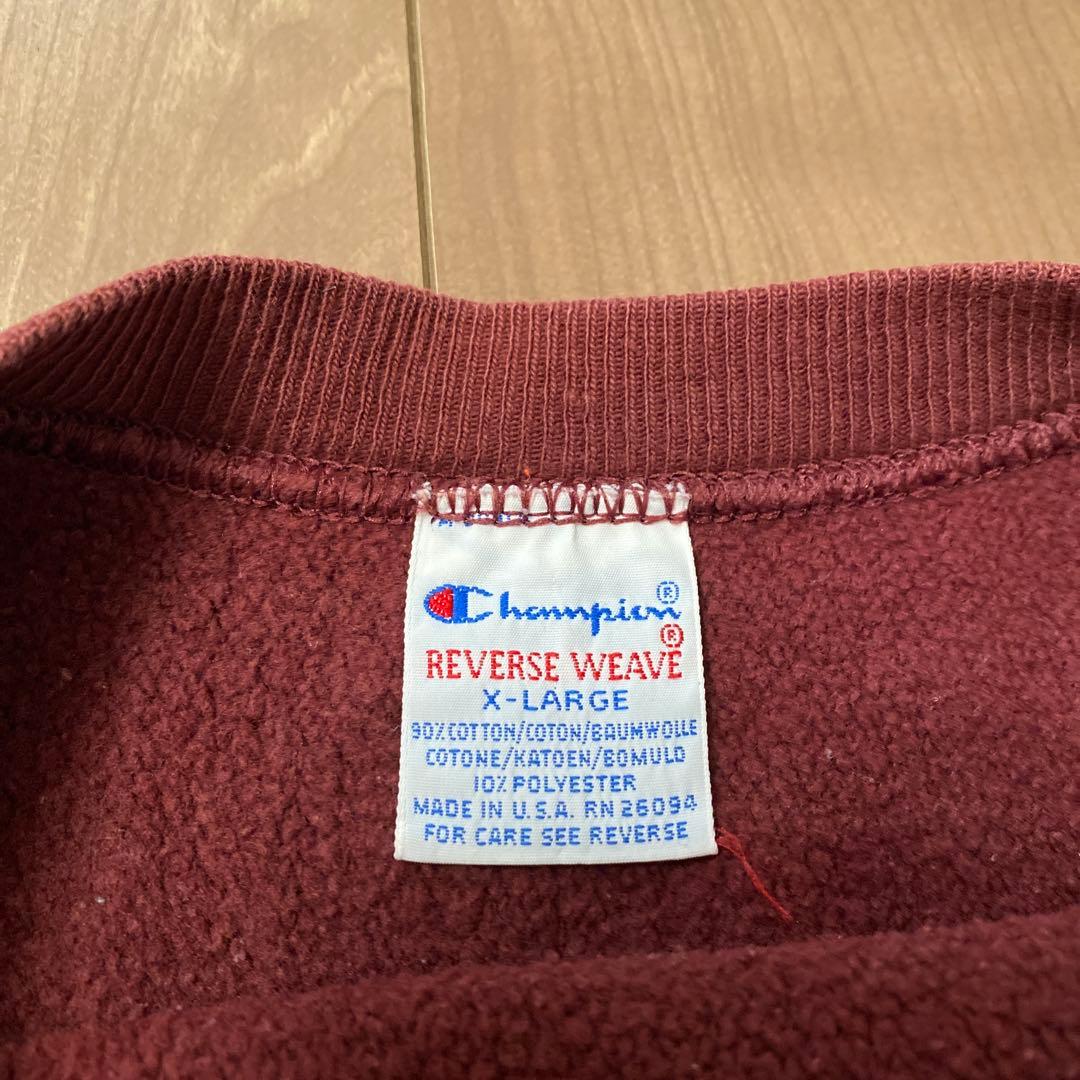 Champion®
REVERSE WEAVE®
X-LARGE
90% COTTON/COTON/BAUMWOLLE
COTONE/KATOEN/BOMULD
10% POLYESTER
MADE IN U.S.A. RN 26094
FOR CARE SEE REVERSE